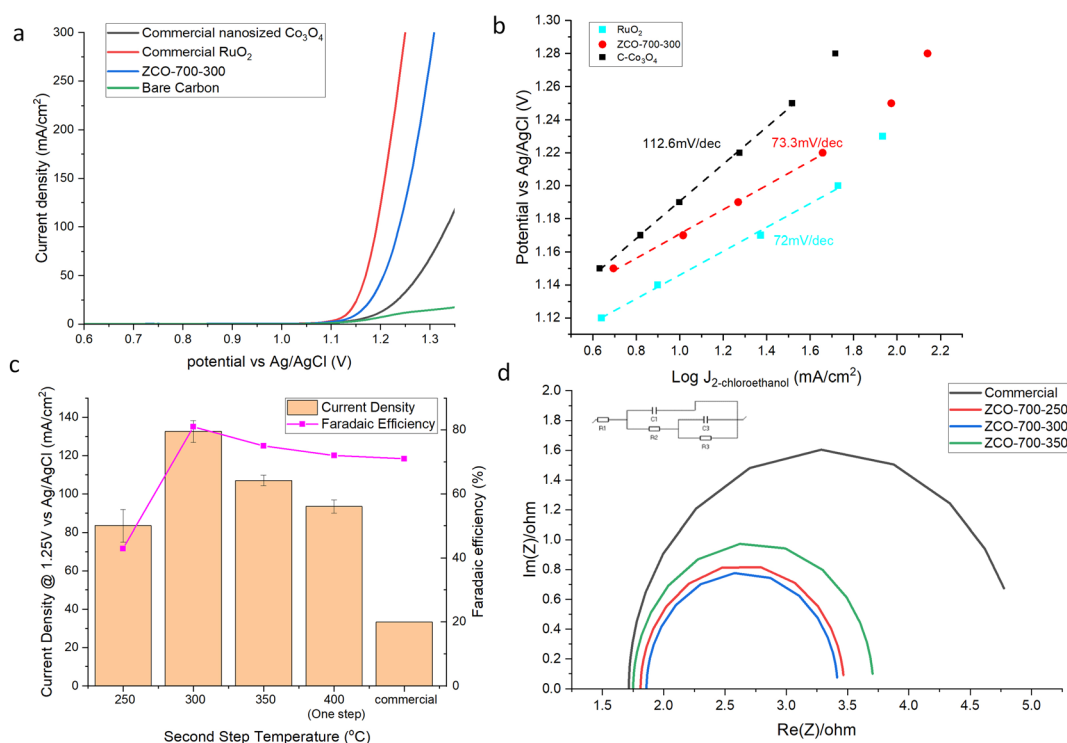 a
Commercial nanosized Co₃O₄
Commercial RuO₂
ZCO-700-300
Bare Carbon
Current density (mA/cm²)
300
250
200
150
100
50
0
0.6 0.7 0.8 0.9 1.0 1.1 1.2 1.3
potential vs Ag/AgCl (V)
b
RuO₂
ZCO-700-300
C-Co₃O₄
112.6mV/dec
73.3mV/dec
72mV/dec
Potential vs Ag/AgCl (V)
1.30
1.28
1.26
1.24
1.22
1.20
1.18
1.16
1.14
1.12
0.6 0.8 1.0 1.2 1.4 1.6 1.8 2.0 2.2
Log J₂₋chloroethanol (mA/cm²)
c
Current Density
Faradaic Efficiency
Current Density @ 1.25V vs Ag/AgCl (mA/cm²)
140
120
100
80
60
40
20
0
Faradaic efficiency (%)
80
60
40
20
0
250 300 350 400 commercial
(One step)
Second Step Temperature (°C)
d
R1
C1
R2
C3
R3
Commercial
ZCO-700-250
ZCO-700-300
ZCO-700-350
Im(Z)/ohm
2.0
1.8
1.6
1.4
1.2
1.0
0.8
0.6
0.4
0.2
0.0
1.5 2.0 2.5 3.0 3.5 4.0 4.5 5.0
Re(Z)/ohm